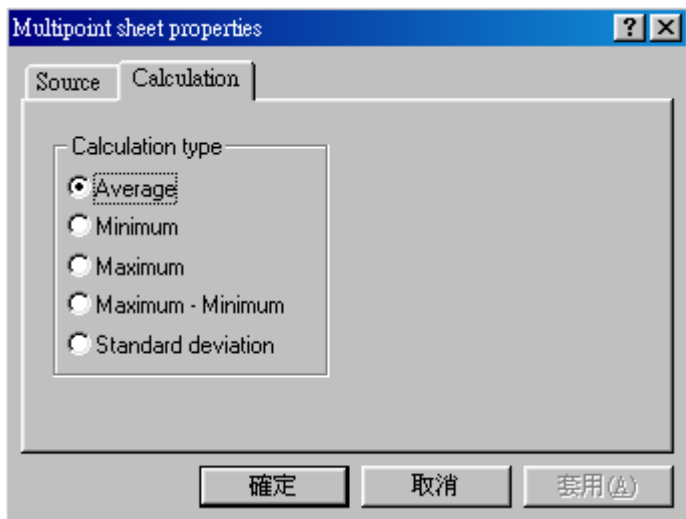 Multipoint sheet properties
Source Calculation
Calculation type
Average
Minimum
Maximum
Maximum - Minimum
Standard deviation
確定 取消 套用(A)